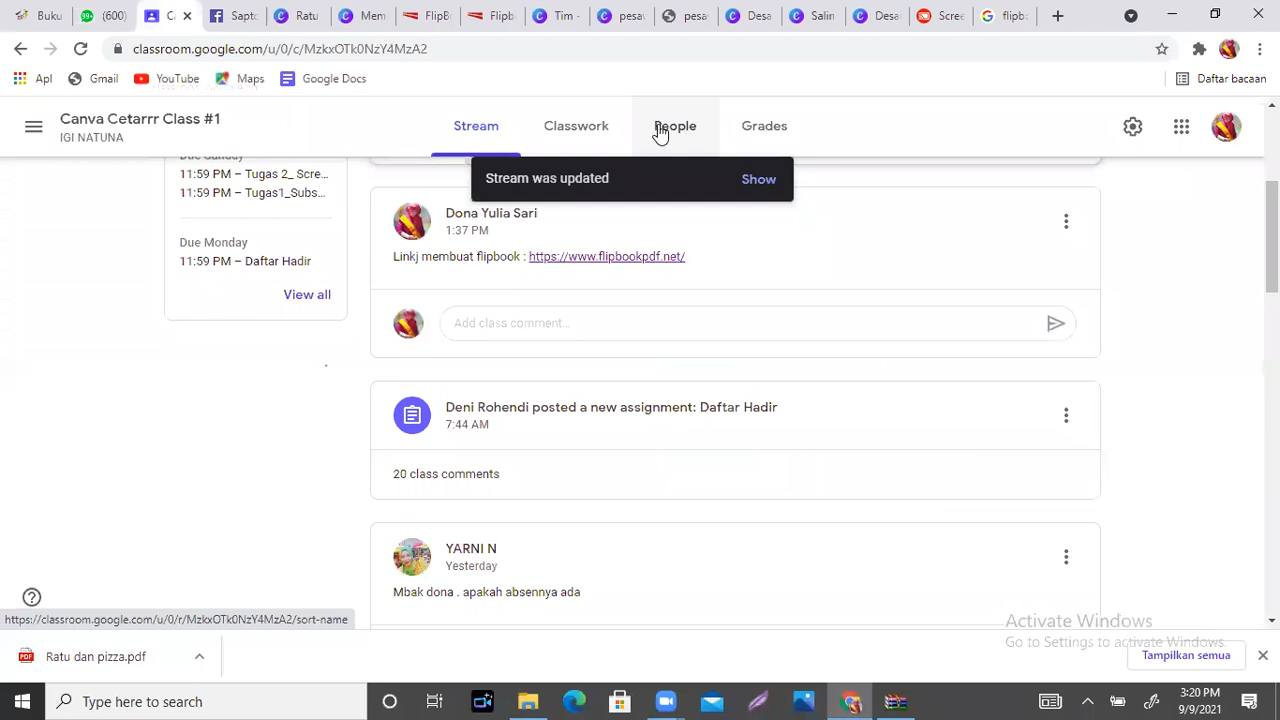 Buku
(600)
C
Sapto
Ratu
Mem
FlipB
Flipb
Tim
pesaw
pesa
Desa
Salin
Desa
Scre
flipb
classroom.google.com/u/0/c/MzkxOTk0NzY4MzA2
Apl
Gmail
YouTube
Maps
Google Docs
Daftar bacaan
Canva Cetarrr Class #1
IGI NATUNA
Stream
Classwork
People
Grades
Stream was updated
Show
11:59 PM – Tugas 2_ Scre...
11:59 PM – Tugas1_Subs...
Due Monday
11:59 PM – Daftar Hadir
View all
Dona Yulia Sari
1:37 PM
Linkj membuat flipbook : https://www.flipbookpdf.net/
Add class comment...
Deni Rohendi posted a new assignment: Daftar Hadir
7:44 AM
20 class comments
YARNI N
Yesterday
Mbak dona . apakah absennya ada
https://classroom.google.com/u/0/r/MzkxOTk0NzY4MzA2/sort-name
Activate Windows
Go to Settings to activate Windows.
Ratu dan pizza.pdf
Tampilkan semua
Type here to search
3:20 PM
9/9/2021